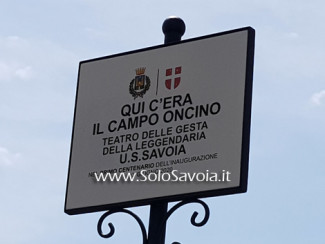 QUI C'ERA
IL CAMPO ONCINO
TEATRO DELLE GESTA
DELLA LEGGENDARIA
U.S.SAVOIA
CENTENARIO DELL'INAUGURAZIONE
www.SoloSavoia.it